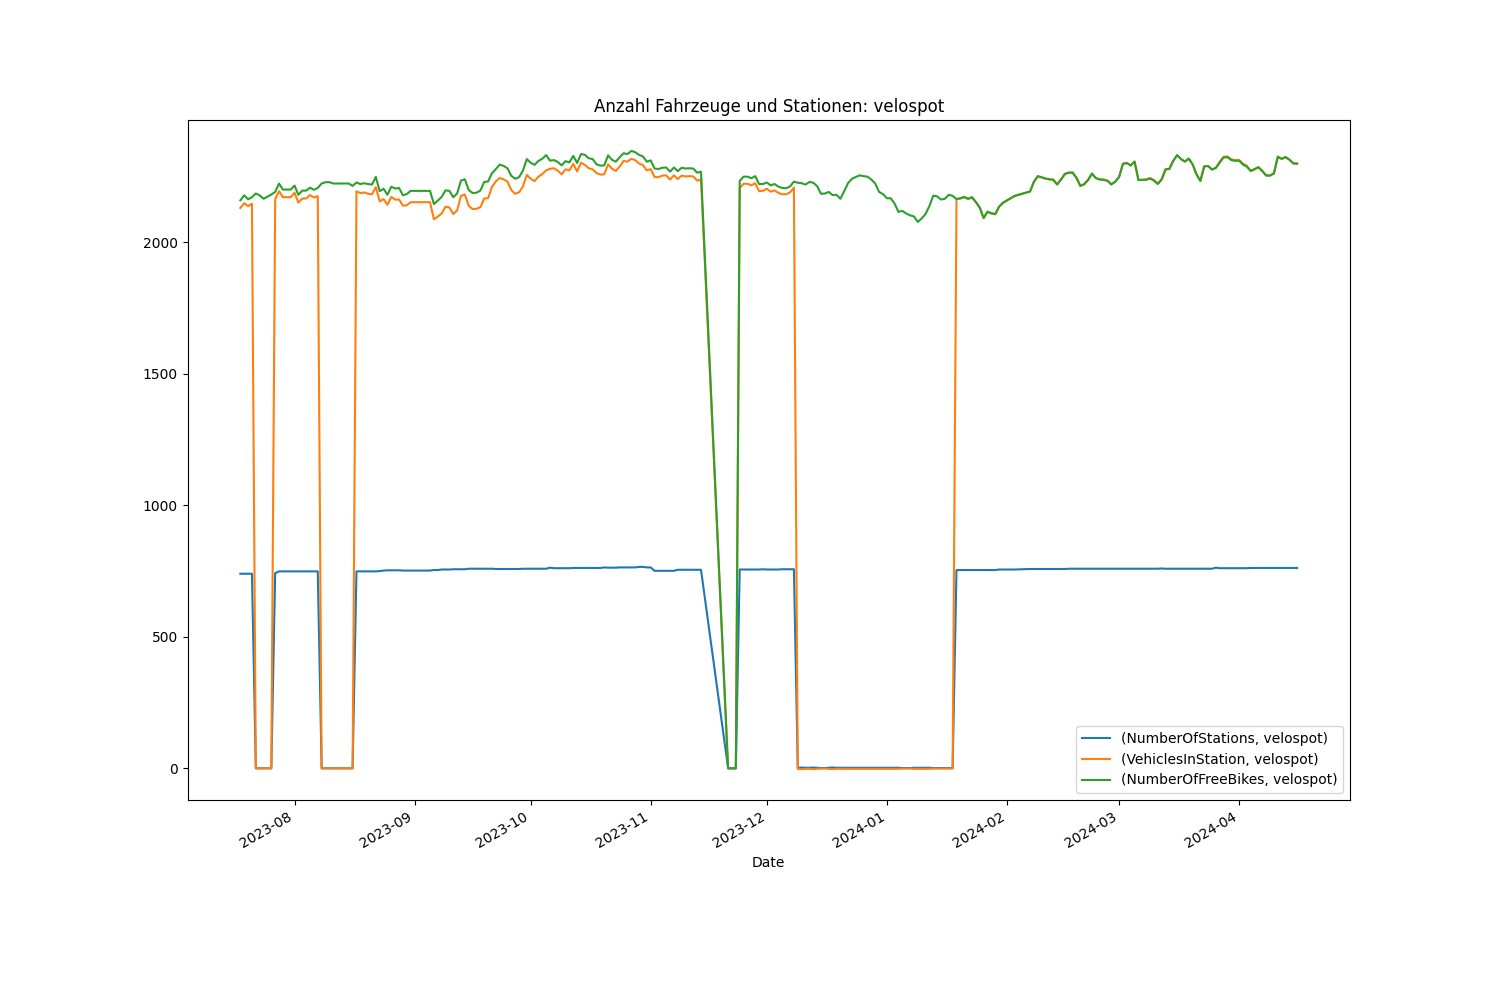 Anzahl Fahrzeuge und Stationen: velospot
2000
1500
1000
500
0
(NumberOfStations, velospot)
(VehiclesInStation, velospot)
(NumberOfFreeBikes, velospot)
2023-08
2023-09
2023-10
2023-11
2023-12
2024-01
2024-02
2024-03
2024-04
Date